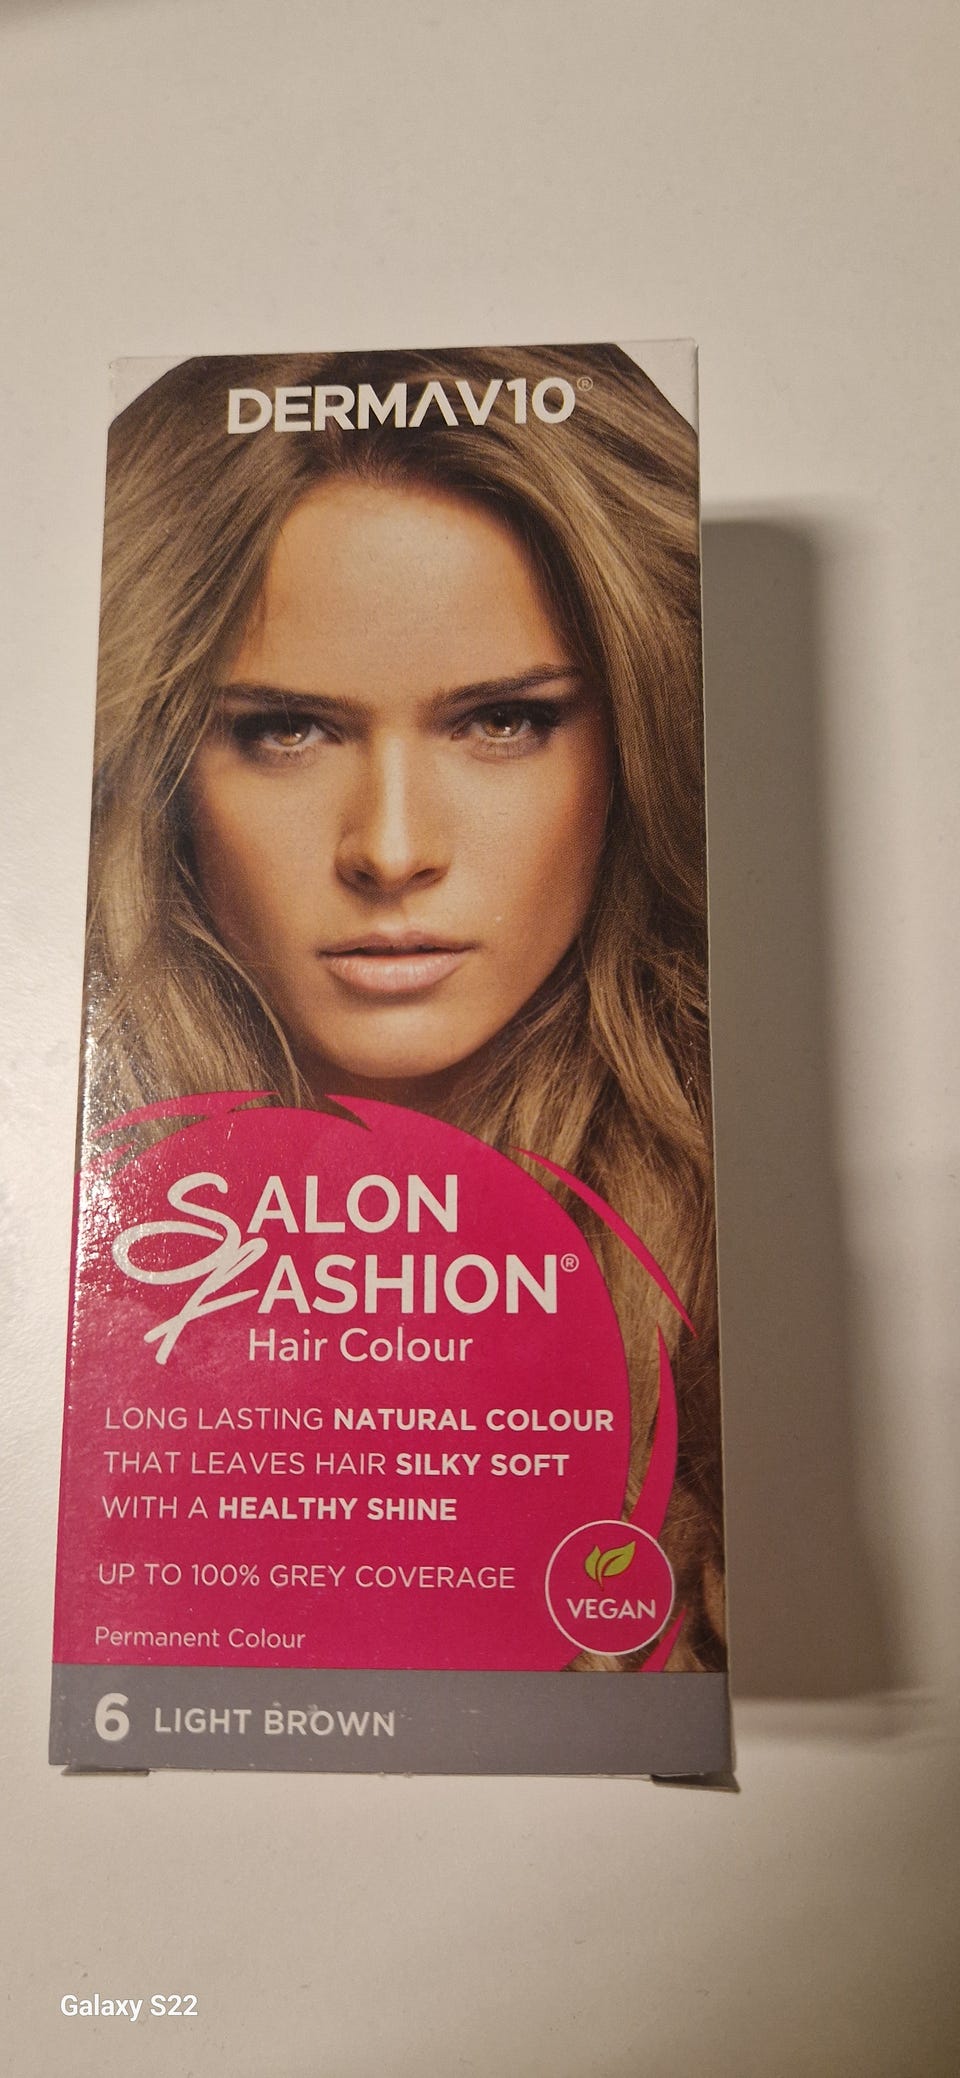 DERMAV10®
SALON
FASHION®
Hair Colour
LONG LASTING NATURAL COLOUR
THAT LEAVES HAIR SILKY SOFT
WITH A HEALTHY SHINE
UP TO 100% GREY COVERAGE
VEGAN
Permanent Colour
6 LIGHT BROWN
Galaxy S22